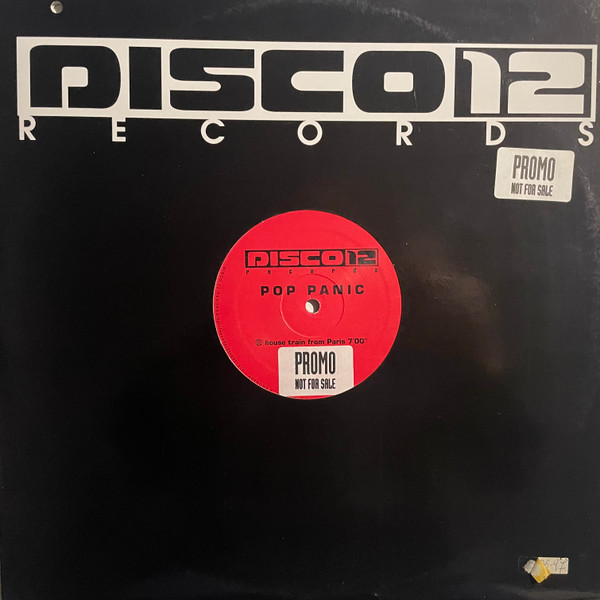 DISCO12
RECORDS
PROMO
NOT FOR SALE
DISCO12
RECORDS
POP PANIC
house train from Paris 7'00"
PROMO
NOT FOR SALE